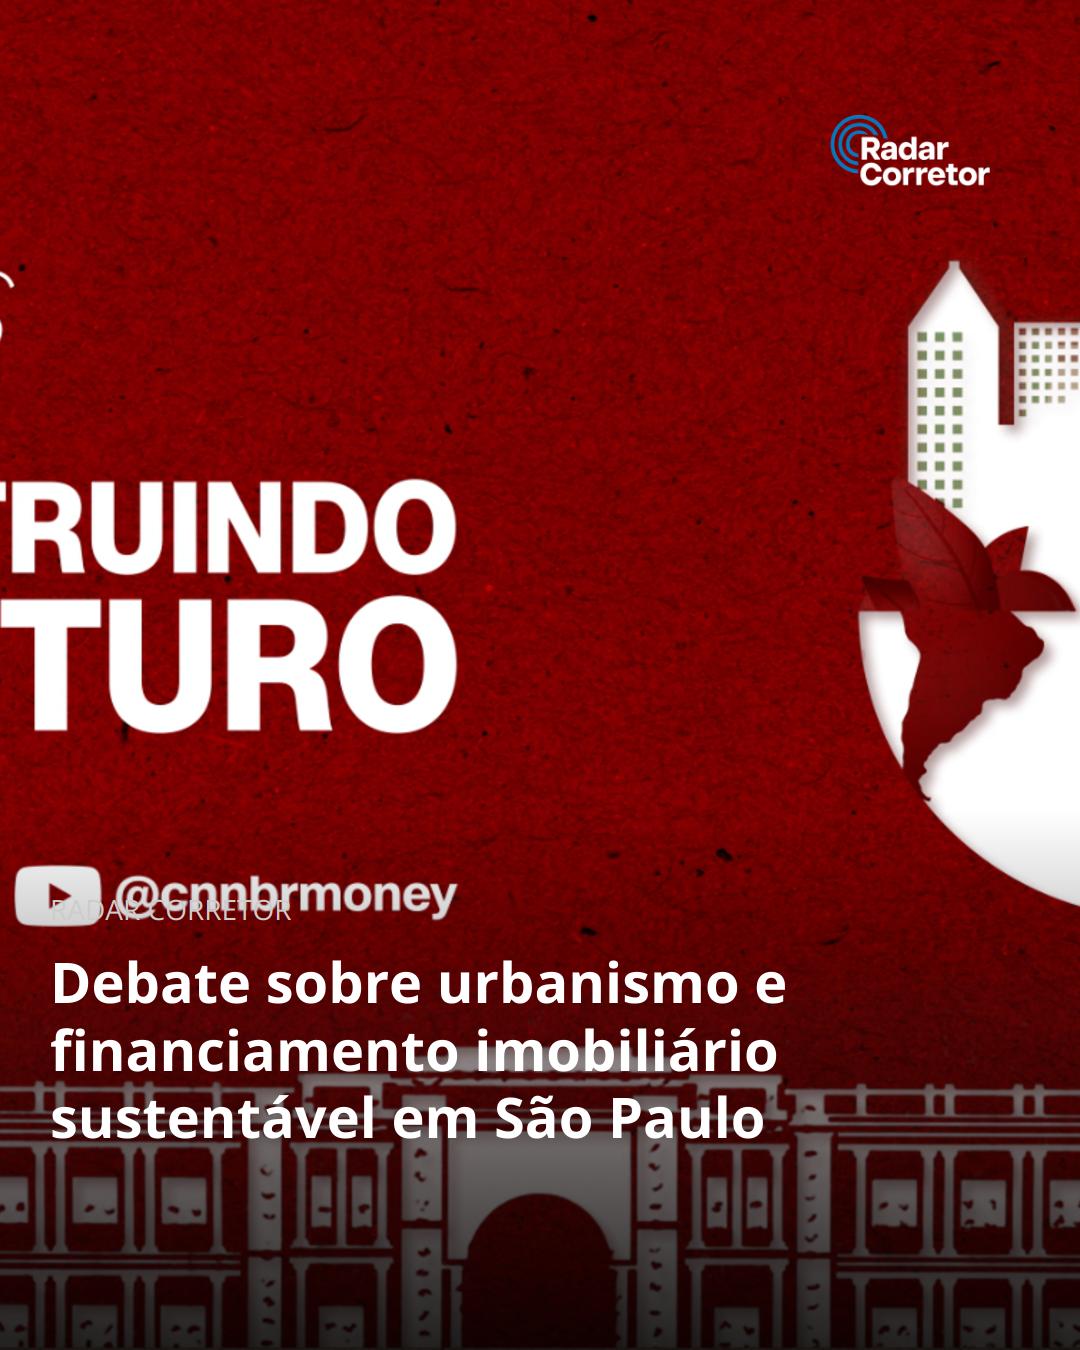 Radar
Corretor
TRUINDO
TURO
@cnnbrmoney
RADAR CORRETOR
Debate sobre urbanismo e
financiamento imobiliário
sustentável em São Paulo